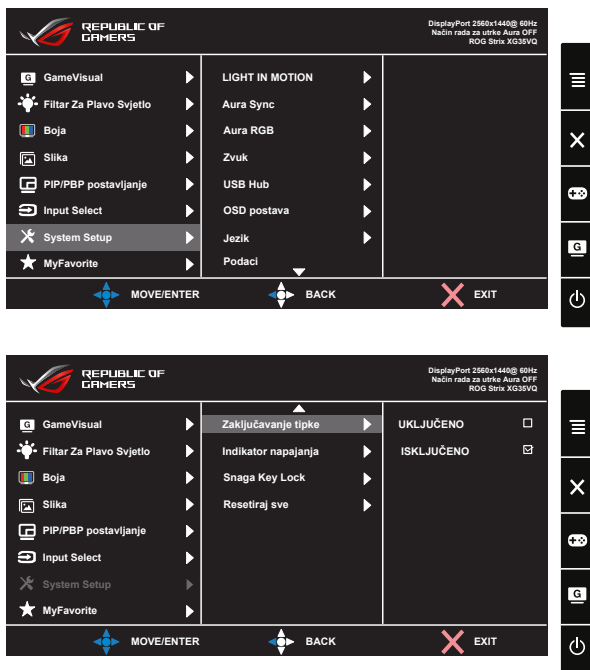 REPUBLIC OF
GAMERS
DisplayPort 2560x1440@ 60Hz
Način rada za utrke Aura OFF
ROG Strix XG35VQ
G GameVisual
Filtar Za Plavo Svjetlo
Boja
Slika
PIP/PBP postavljanje
Input Select
System Setup
MyFavorite
LIGHT IN MOTION
Aura Sync
Aura RGB
Zvuk
USB Hub
OSD postava
Jezik
Podaci
MOVE/ENTER
BACK
EXIT
G
REPUBLIC OF
GAMERS
DisplayPort 2560x1440@ 60Hz
Način rada za utrke Aura OFF
ROG Strix XG35VQ
G GameVisual
Filtar Za Plavo Svjetlo
Boja
Slika
PIP/PBP postavljanje
Input Select
System Setup
MyFavorite
Zaključavanje tipke
Indikator napajanja
Snaga Key Lock
Resetiraj sve
UKLJUČENO
ISKLJUČENO
MOVE/ENTER
BACK
EXIT
G